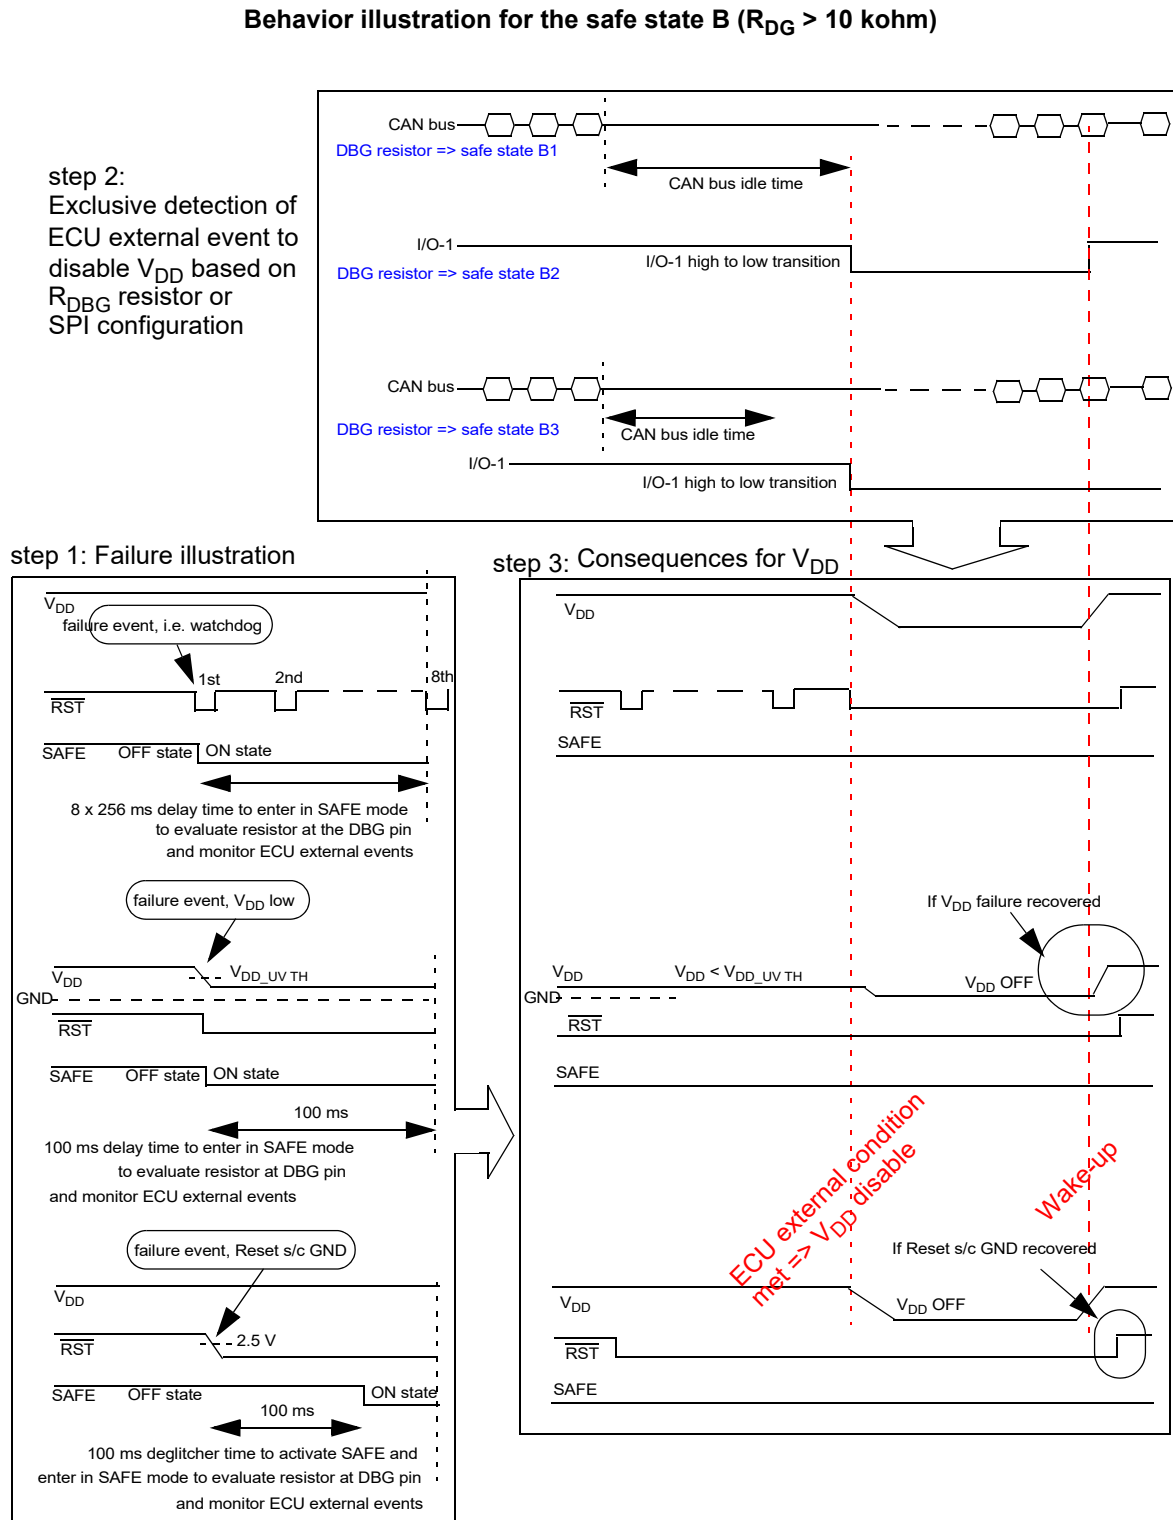 Behavior illustration for the safe state B (RDG > 10 kohm)
CAN bus
DBG resistor => safe state B1
CAN bus idle time
step 2:
Exclusive detection of
ECU external event to
disable VDD based on
RDBG resistor or
SPI configuration
I/O-1
I/O-1 high to low transition
DBG resistor => safe state B2
CAN bus
DBG resistor => safe state B3
CAN bus idle time
I/O-1
I/O-1 high to low transition
step 1: Failure illustration
VDD
failure event, i.e. watchdog
1st
2nd
8th
RST
SAFE
OFF state
ON state
8 x 256 ms delay time to enter in SAFE mode
to evaluate resistor at the DBG pin
and monitor ECU external events
failure event, VDD low
VDD
VDD_UV TH
GND
RST
SAFE
OFF state
ON state
100 ms
100 ms delay time to enter in SAFE mode
to evaluate resistor at DBG pin
and monitor ECU external events
failure event, Reset s/c GND
VDD
RST
2.5 V
SAFE
OFF state
ON state
100 ms
100 ms deglitcher time to activate SAFE and
enter in SAFE mode to evaluate resistor at DBG pin
and monitor ECU external events
step 3: Consequences for VDD
VDD
RST
SAFE
If VDD failure recovered
VDD
VDD < VDD_UV TH
VDD OFF
GND
RST
SAFE
ECU external condition
met => VDD disable
Wake-up
If Reset s/c GND recovered
VDD
VDD OFF
RST
SAFE